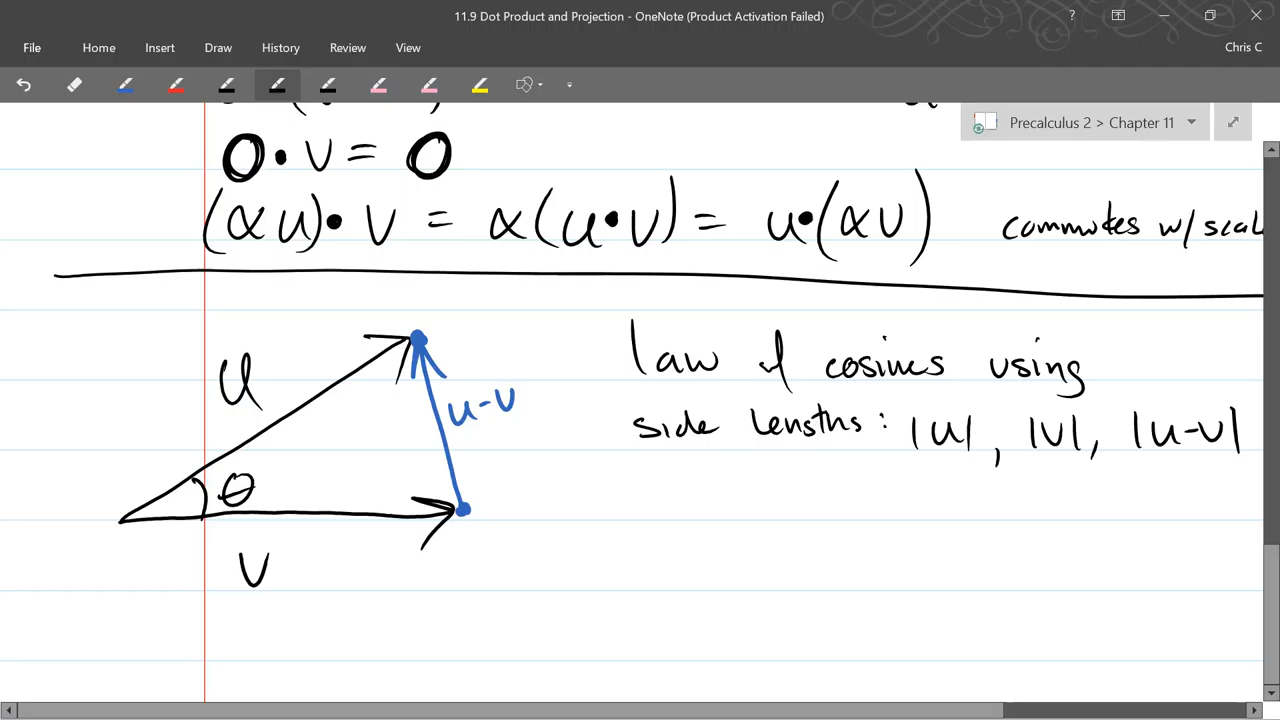 11.9 Dot Product and Projection - OneNote (Product Activation Failed)
File Home Insert Draw History Review View Chris C
Precalculus 2 > Chapter 11
0 • v = 0
(αu) • v = α(u • v) = u • (αv) commutes w/ scal
u
u-v
θ
v
law of cosines using
side lengths: |u|, |v|, |u-v|